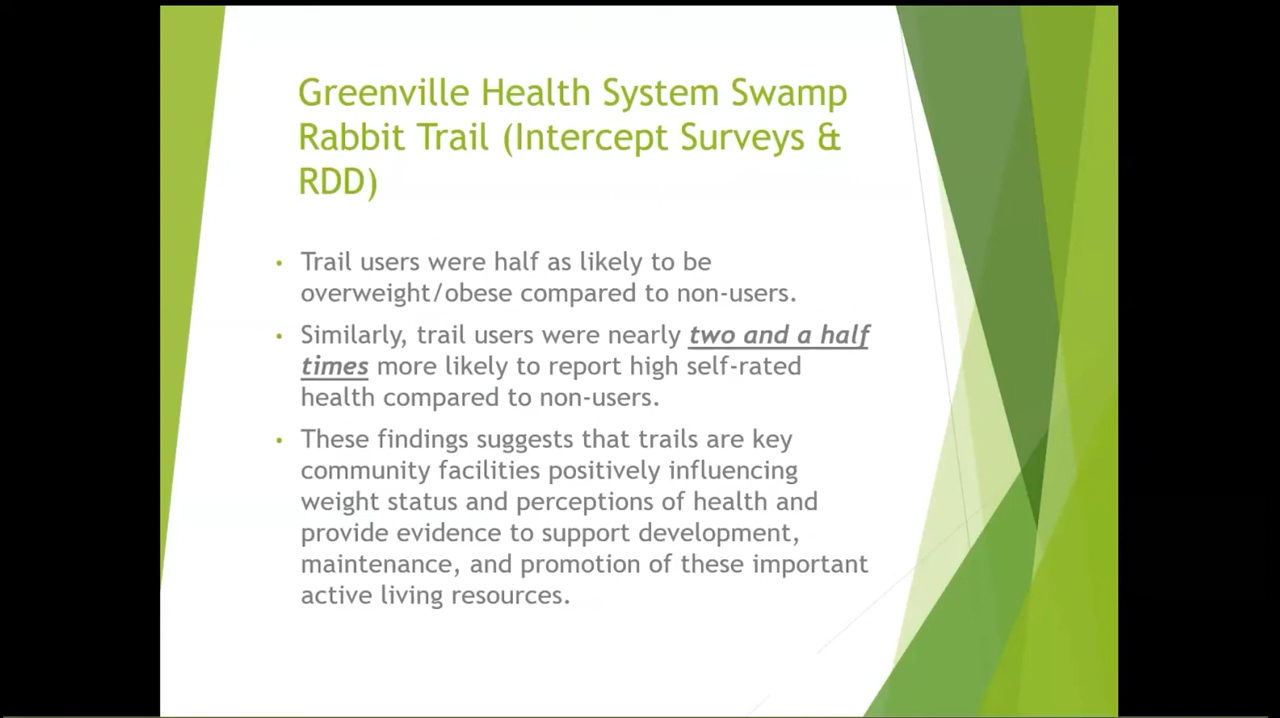 Greenville Health System Swamp
Rabbit Trail (Intercept Surveys &
RDD)
• Trail users were half as likely to be
overweight/obese compared to non-users.
• Similarly, trail users were nearly two and a half
times more likely to report high self-rated
health compared to non-users.
• These findings suggests that trails are key
community facilities positively influencing
weight status and perceptions of health and
provide evidence to support development,
maintenance, and promotion of these important
active living resources.